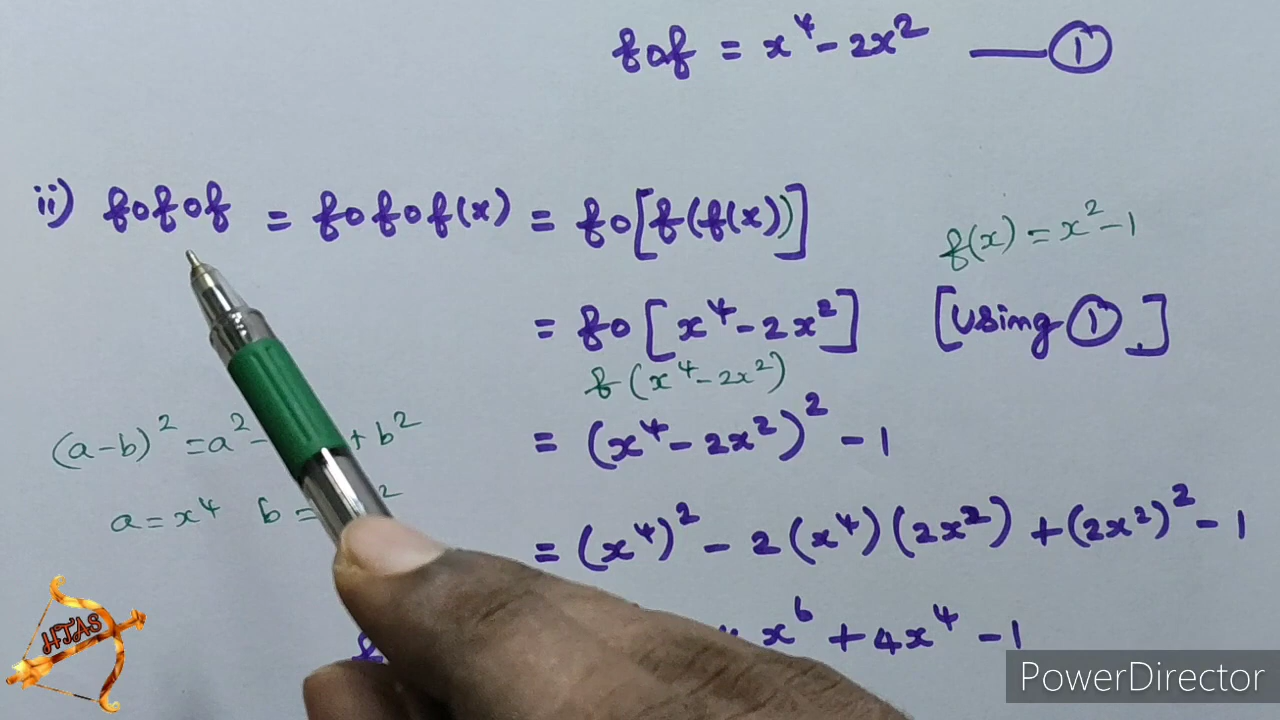 fof = x⁴ - 2x² — ①
ii) fofof = fofof(x) = fo[f(f(x))]
f(x) = x² - 1
= fo[x⁴ - 2x²] [Using ①]
f(x⁴ - 2x²)
(a-b)² = a² - + b²
= (x⁴ - 2x²)² - 1
a = x⁴ b =
= (x⁴)² - 2(x⁴)(2x²) + (2x²)² - 1
x⁶ + 4x⁴ - 1
HTAS
PowerDirector